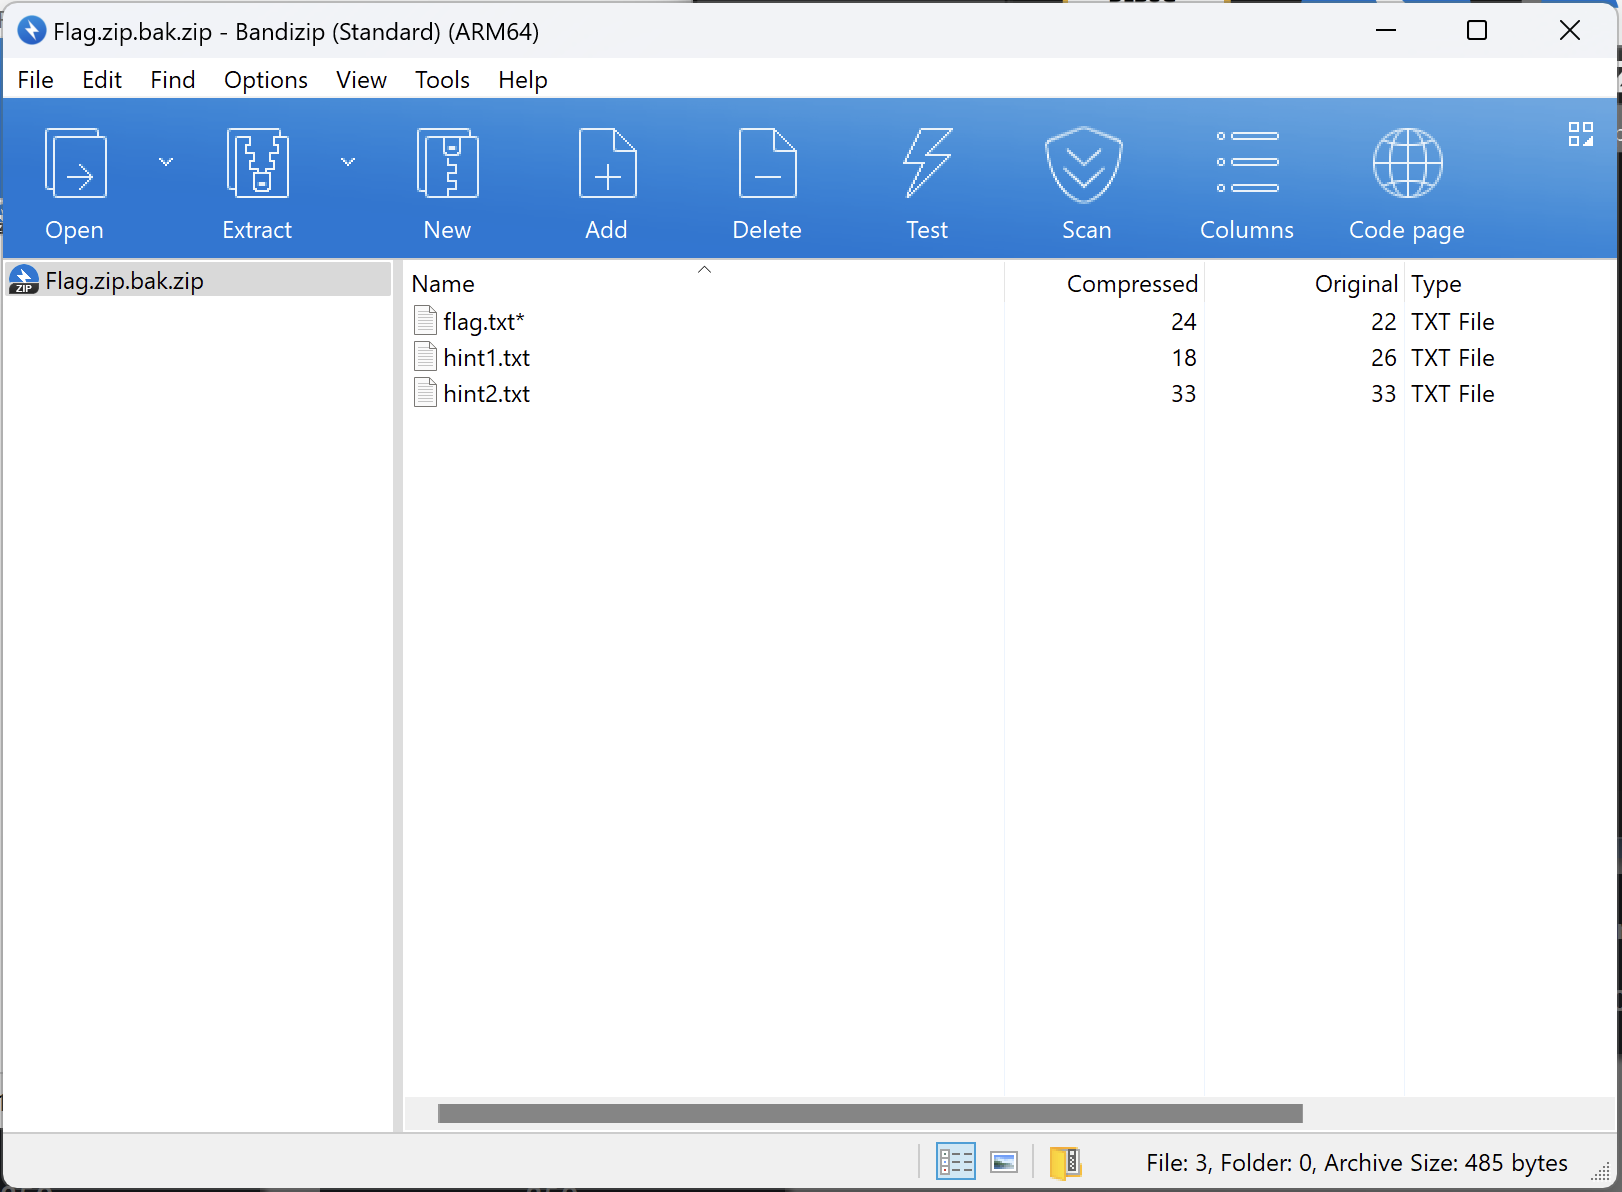 Flag.zip.bak.zip - Bandizip (Standard) (ARM64)
File Edit Find Options View Tools Help
Open Extract New Add Delete Test Scan Columns Code page
ZIP Flag.zip.bak.zip
Name Compressed Original Type
flag.txt* 24 22 TXT File
hint1.txt 18 26 TXT File
hint2.txt 33 33 TXT File
File: 3, Folder: 0, Archive Size: 485 bytes